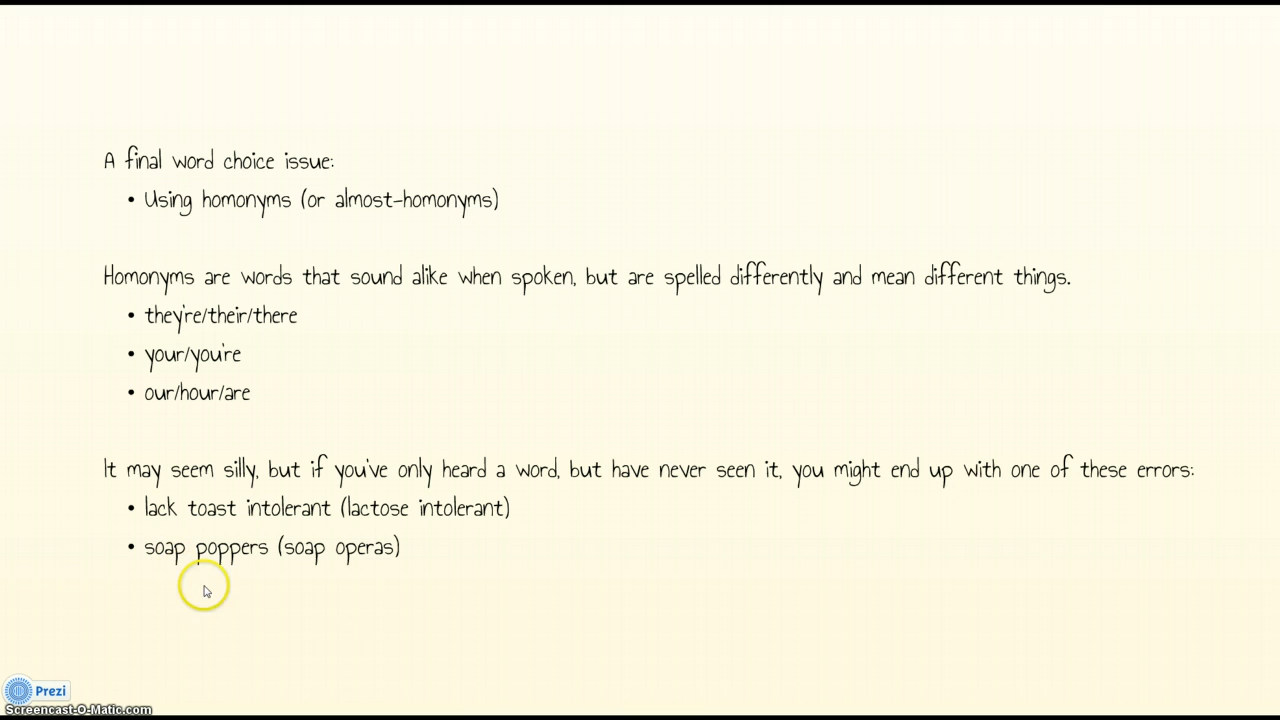 A final word choice issue:
• Using homonyms (or almost-homonyms)
Homonyms are words that sound alike when spoken, but are spelled differently and mean different things.
• they're/their/there
• your/you're
• our/hour/are
It may seem silly, but if you've only heard a word, but have never seen it, you might end up with one of these errors:
• lack toast intolerant (lactose intolerant)
• soap poppers (soap operas)
Prezi
Screencast-O-Matic.com